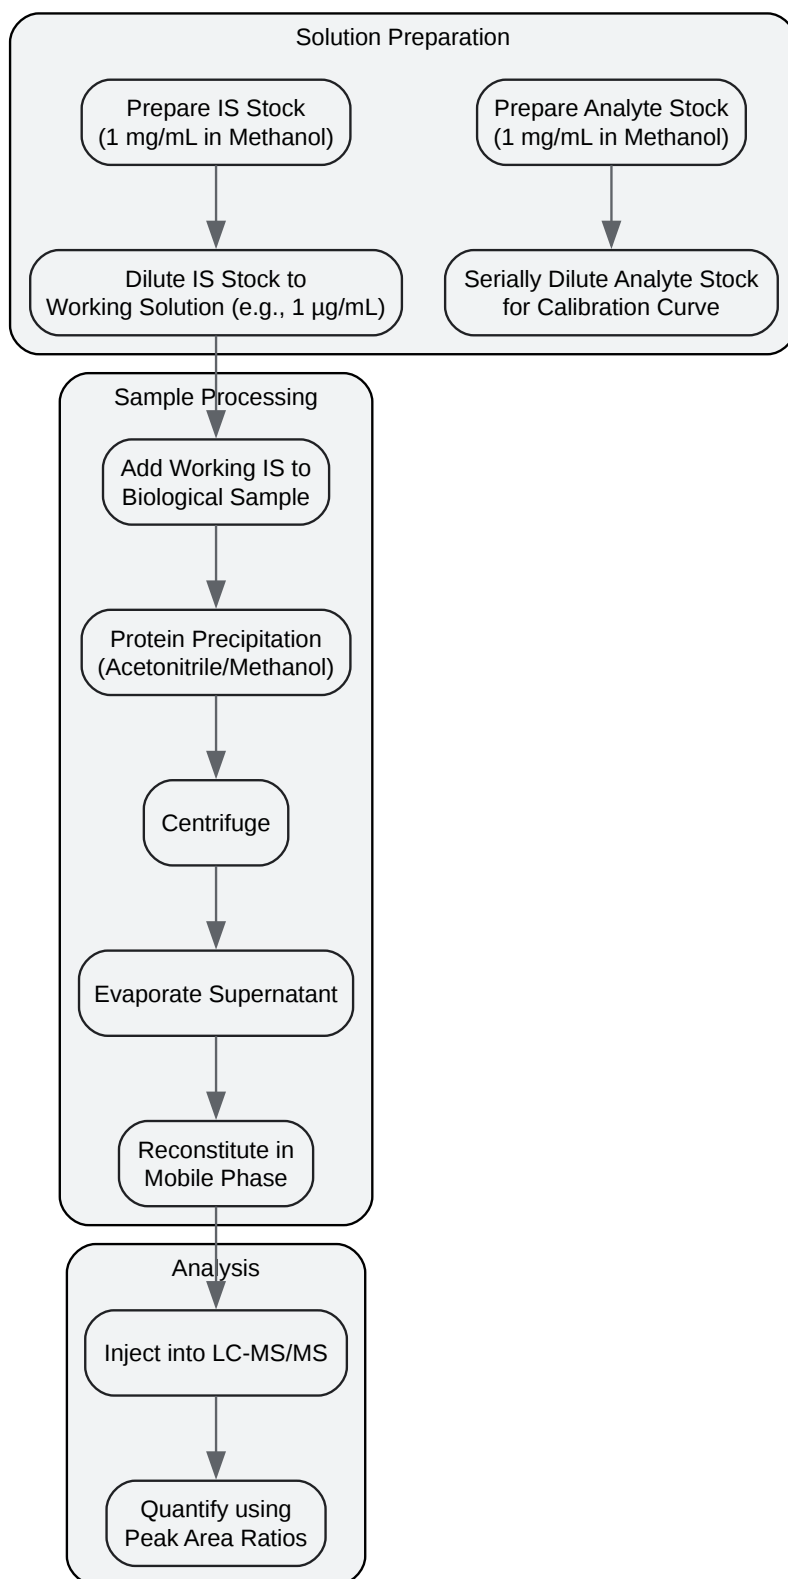 Solution Preparation
Prepare IS Stock
(1 mg/mL in Methanol)
Prepare Analyte Stock
(1 mg/mL in Methanol)
Dilute IS Stock to
Working Solution (e.g., 1 µg/mL)
Serially Dilute Analyte Stock
for Calibration Curve
Sample Processing
Add Working IS to
Biological Sample
Protein Precipitation
(Acetonitrile/Methanol)
Centrifuge
Evaporate Supernatant
Reconstitute in
Mobile Phase
Analysis
Inject into LC-MS/MS
Quantify using
Peak Area Ratios